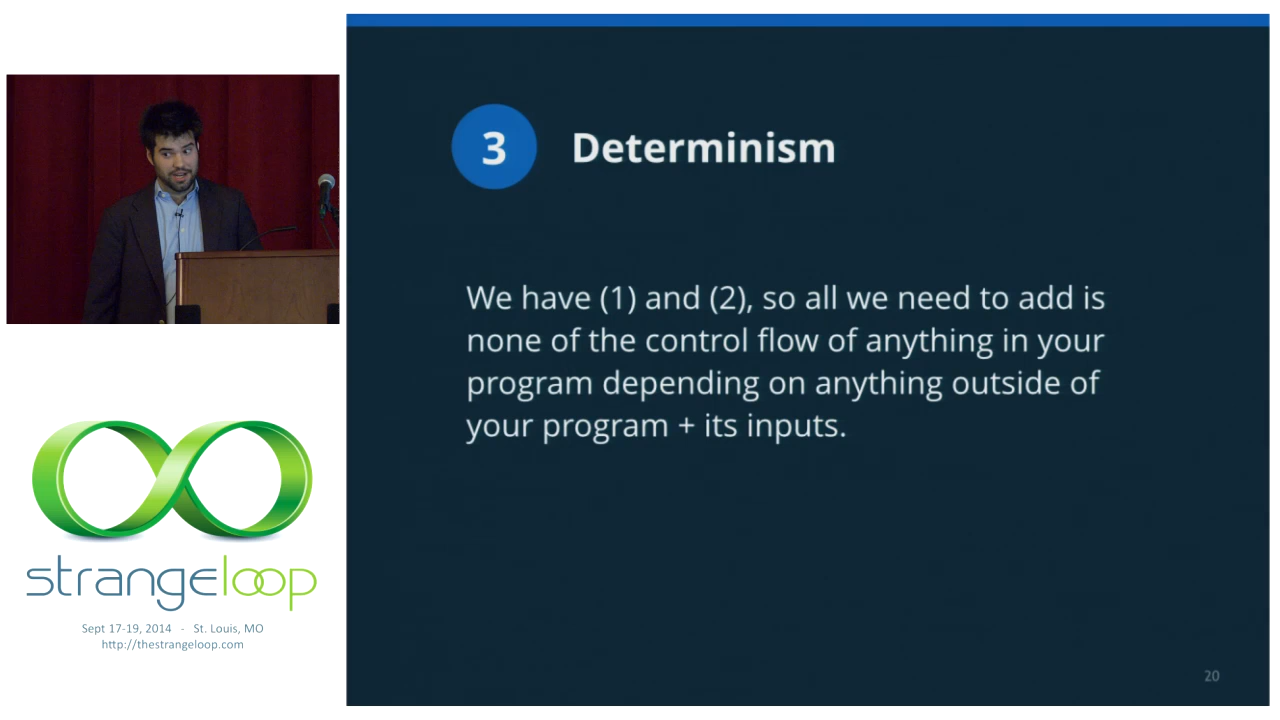 3 Determinism
We have (1) and (2), so all we need to add is
none of the control flow of anything in your
program depending on anything outside of
your program + its inputs.
20
strangeloop
Sept 17-19, 2014 - St. Louis, MO
http://thestrangeloop.com